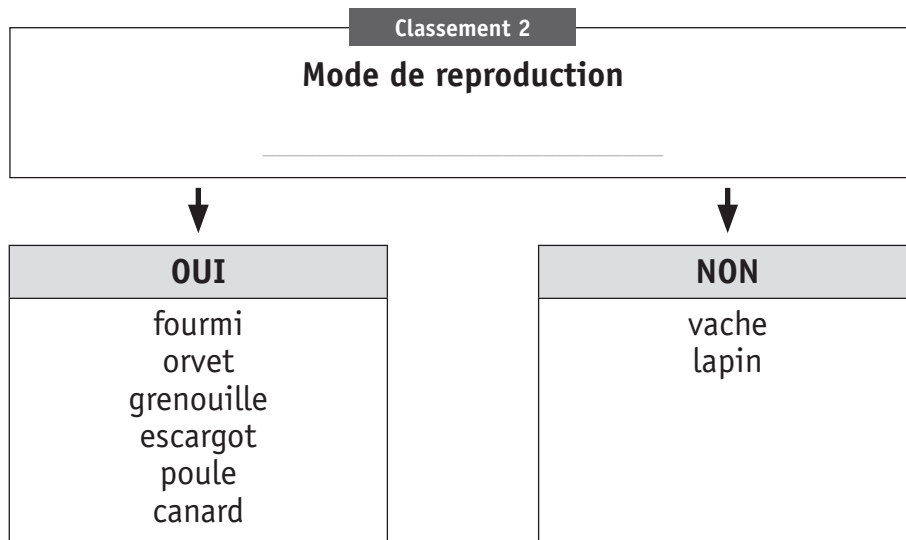 Classement 2
Mode de reproduction
OUI
fourmi
orvet
grenouille
escargot
poule
canard
NON
vache
lapin